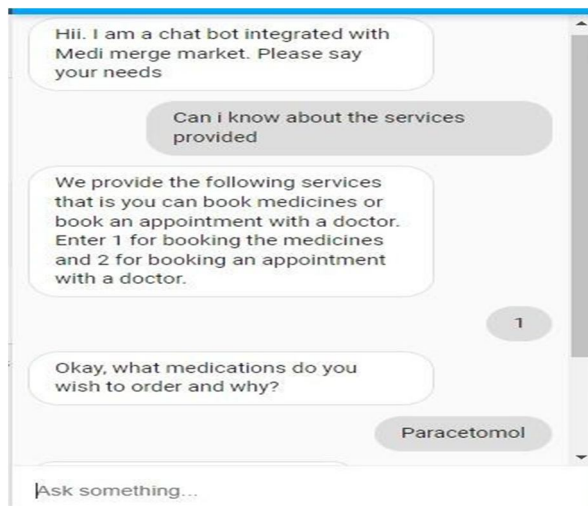 Hii. I am a chat bot integrated with
Medi merge market. Please say
your needs
Can i know about the services
provided
We provide the following services
that is you can book medicines or
book an appointment with a doctor.
Enter 1 for booking the medicines
and 2 for booking an appointment
with a doctor.
1
Okay, what medications do you
wish to order and why?
Paracetomol
Ask something...